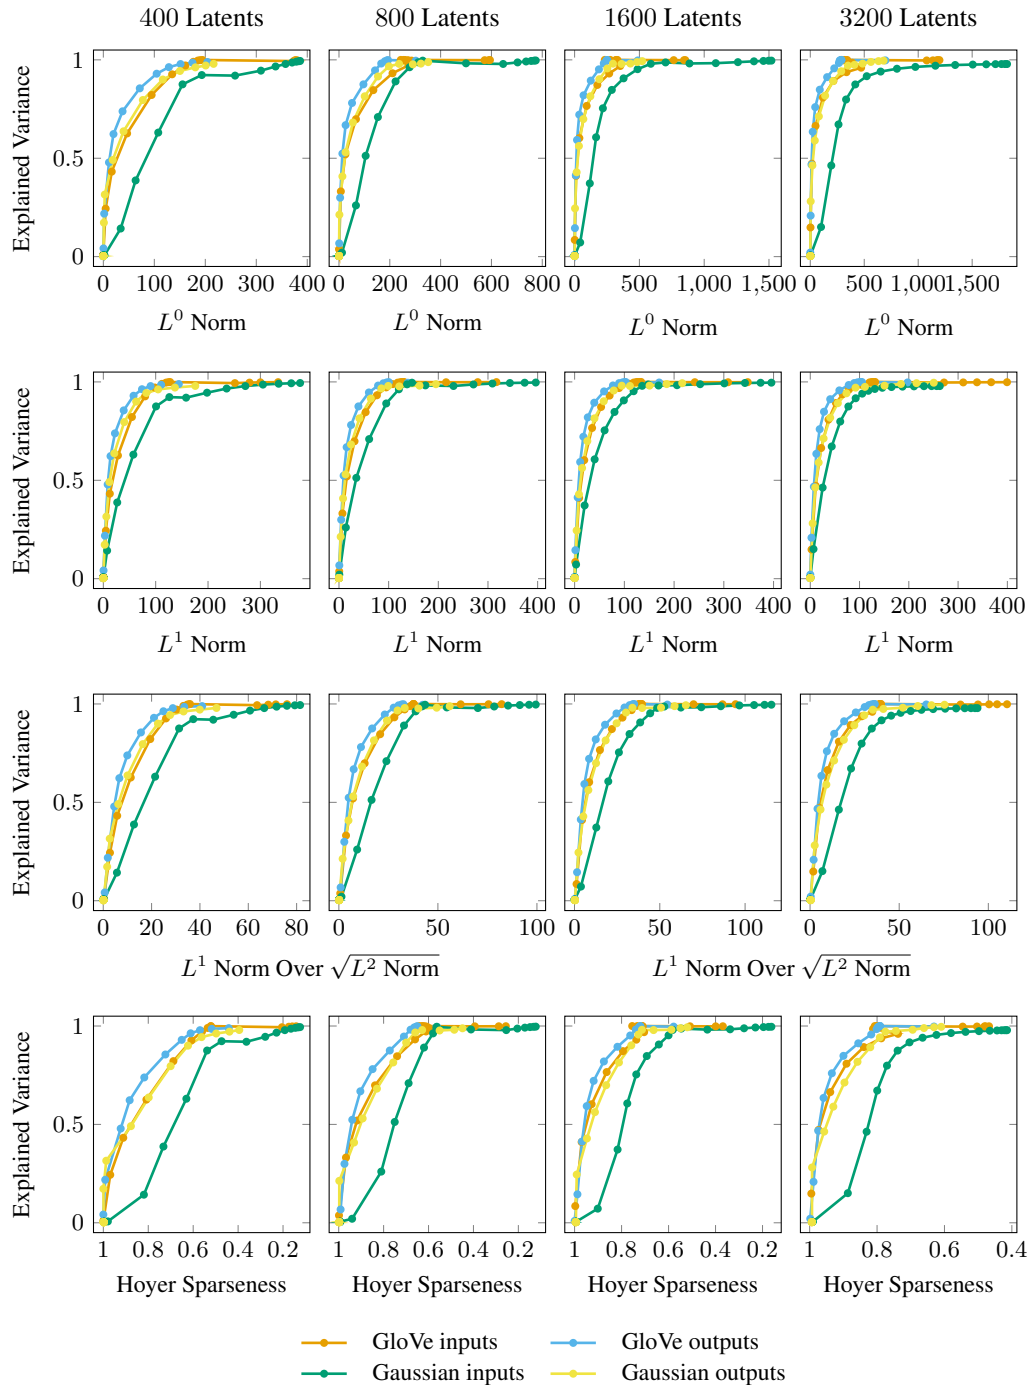 400 Latents 800 Latents 1600 Latents 3200 Latents
Explained Variance
1
0.5
0
0 100 200 300 400 0 200 400 600 800 0 500 1,000 1,500 0 500 1,000 1,500
L⁰ Norm L⁰ Norm L⁰ Norm L⁰ Norm
Explained Variance
1
0.5
0
0 100 200 300 0 100 200 300 400 0 100 200 300 400 0 100 200 300 400
L¹ Norm L¹ Norm L¹ Norm L¹ Norm
Explained Variance
1
0.5
0
0 20 40 60 80 0 50 100 0 50 100 0 50 100
L¹ Norm Over √L² Norm L¹ Norm Over √L² Norm
Explained Variance
1
0.5
0
1 0.8 0.6 0.4 0.2 1 0.8 0.6 0.4 0.2 1 0.8 0.6 0.4 0.2 1 0.8 0.6 0.4
Hoyer Sparseness Hoyer Sparseness Hoyer Sparseness Hoyer Sparseness
GloVe inputs GloVe outputs
Gaussian inputs Gaussian outputs